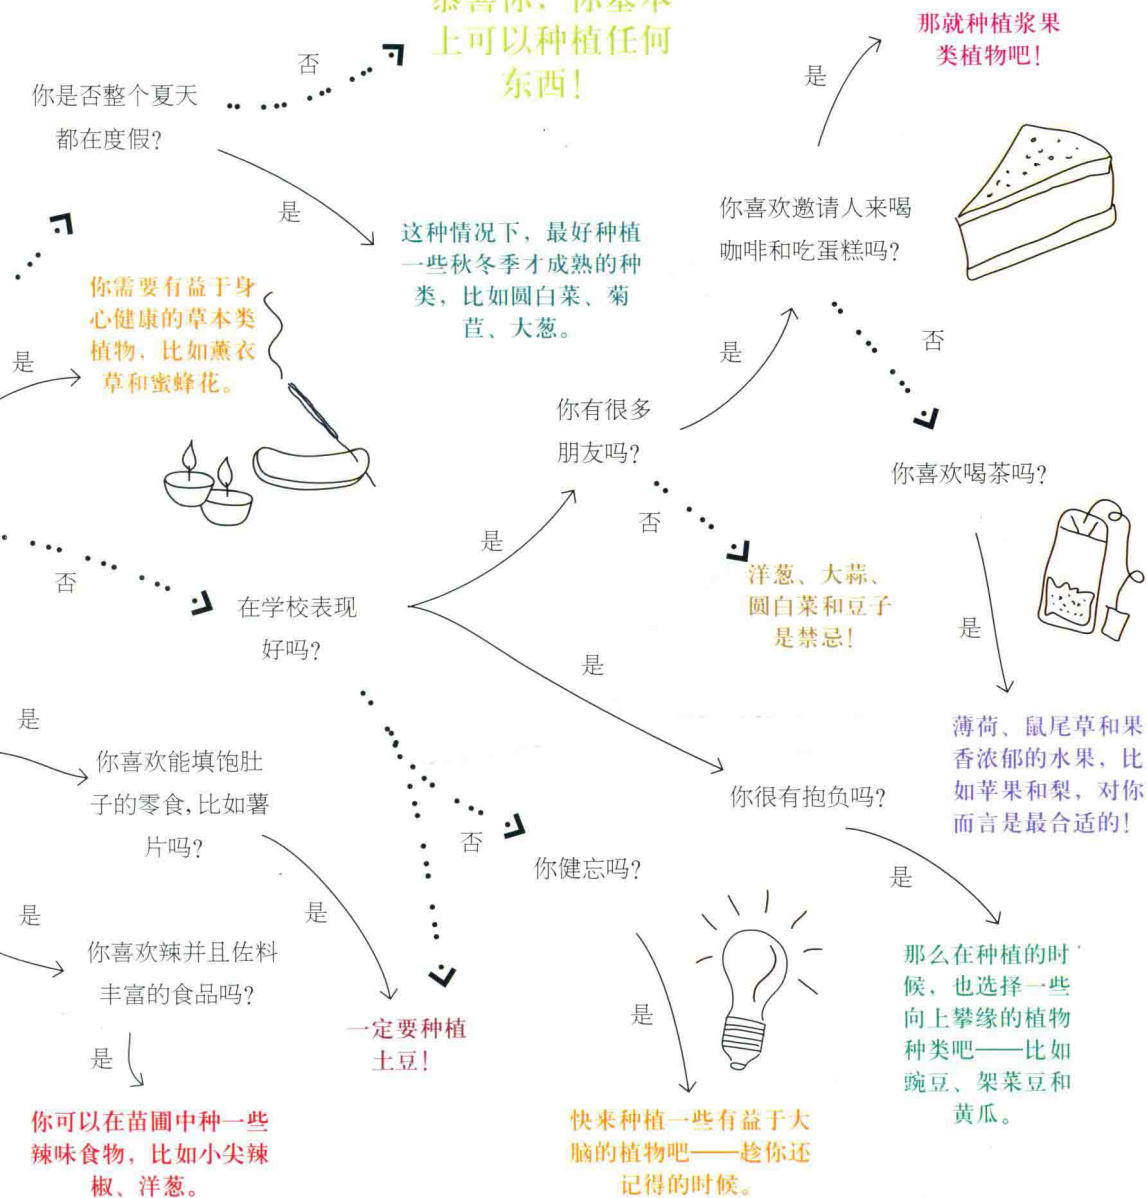 恭喜你，你基本
上可以种植任何
东西！
否
你是否整个夏天
都在度假？
是
这种情况下，最好种植
一些秋冬季才成熟的种
类，比如圆白菜、菊
苣、大葱。
那就种植浆果
类植物吧！
是
你喜欢邀请人来喝
咖啡和吃蛋糕吗？
是
否
你需要有益于身
心健康的草本类
植物，比如薰衣
草和蜜蜂花。
是
你有很多
朋友吗？
否
你喜欢喝茶吗？
是
洋葱、大蒜、
圆白菜和豆子
是禁忌！
是
否
在学校表现
好吗？
是
薄荷、鼠尾草和果
香浓郁的水果，比
如苹果和梨，对你
而言是最合适的！
是
你喜欢能填饱肚
子的零食，比如薯
片吗？
是
否
你健忘吗？
你很有抱负吗？
是
是
你喜欢辣并且佐料
丰富的食品吗？
是
一定要种植
土豆！
是
那么在种植的时
候，也选择一些
向上攀缘的植物
种类吧——比如
豌豆、架菜豆和
黄瓜。
你可以在苗圃中种一些
辣味食物，比如小尖辣
椒、洋葱。
快来种植一些有益于大
脑的植物吧——趁你还
记得的时候。